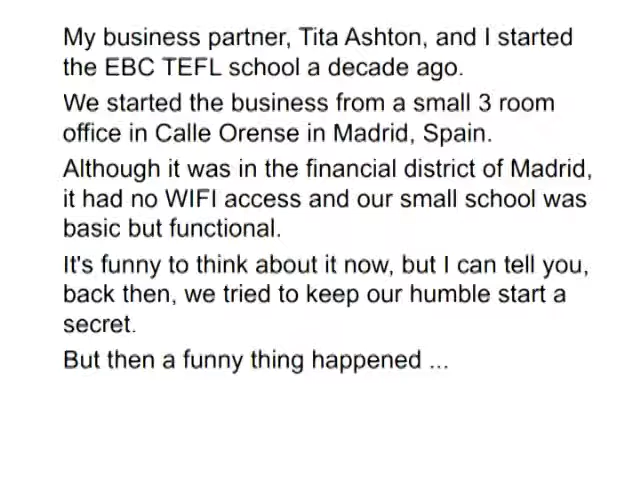 My business partner, Tita Ashton, and I started
the EBC TEFL school a decade ago.
We started the business from a small 3 room
office in Calle Orense in Madrid, Spain.
Although it was in the financial district of Madrid,
it had no WIFI access and our small school was
basic but functional.
It's funny to think about it now, but I can tell you,
back then, we tried to keep our humble start a
secret.
But then a funny thing happened ...